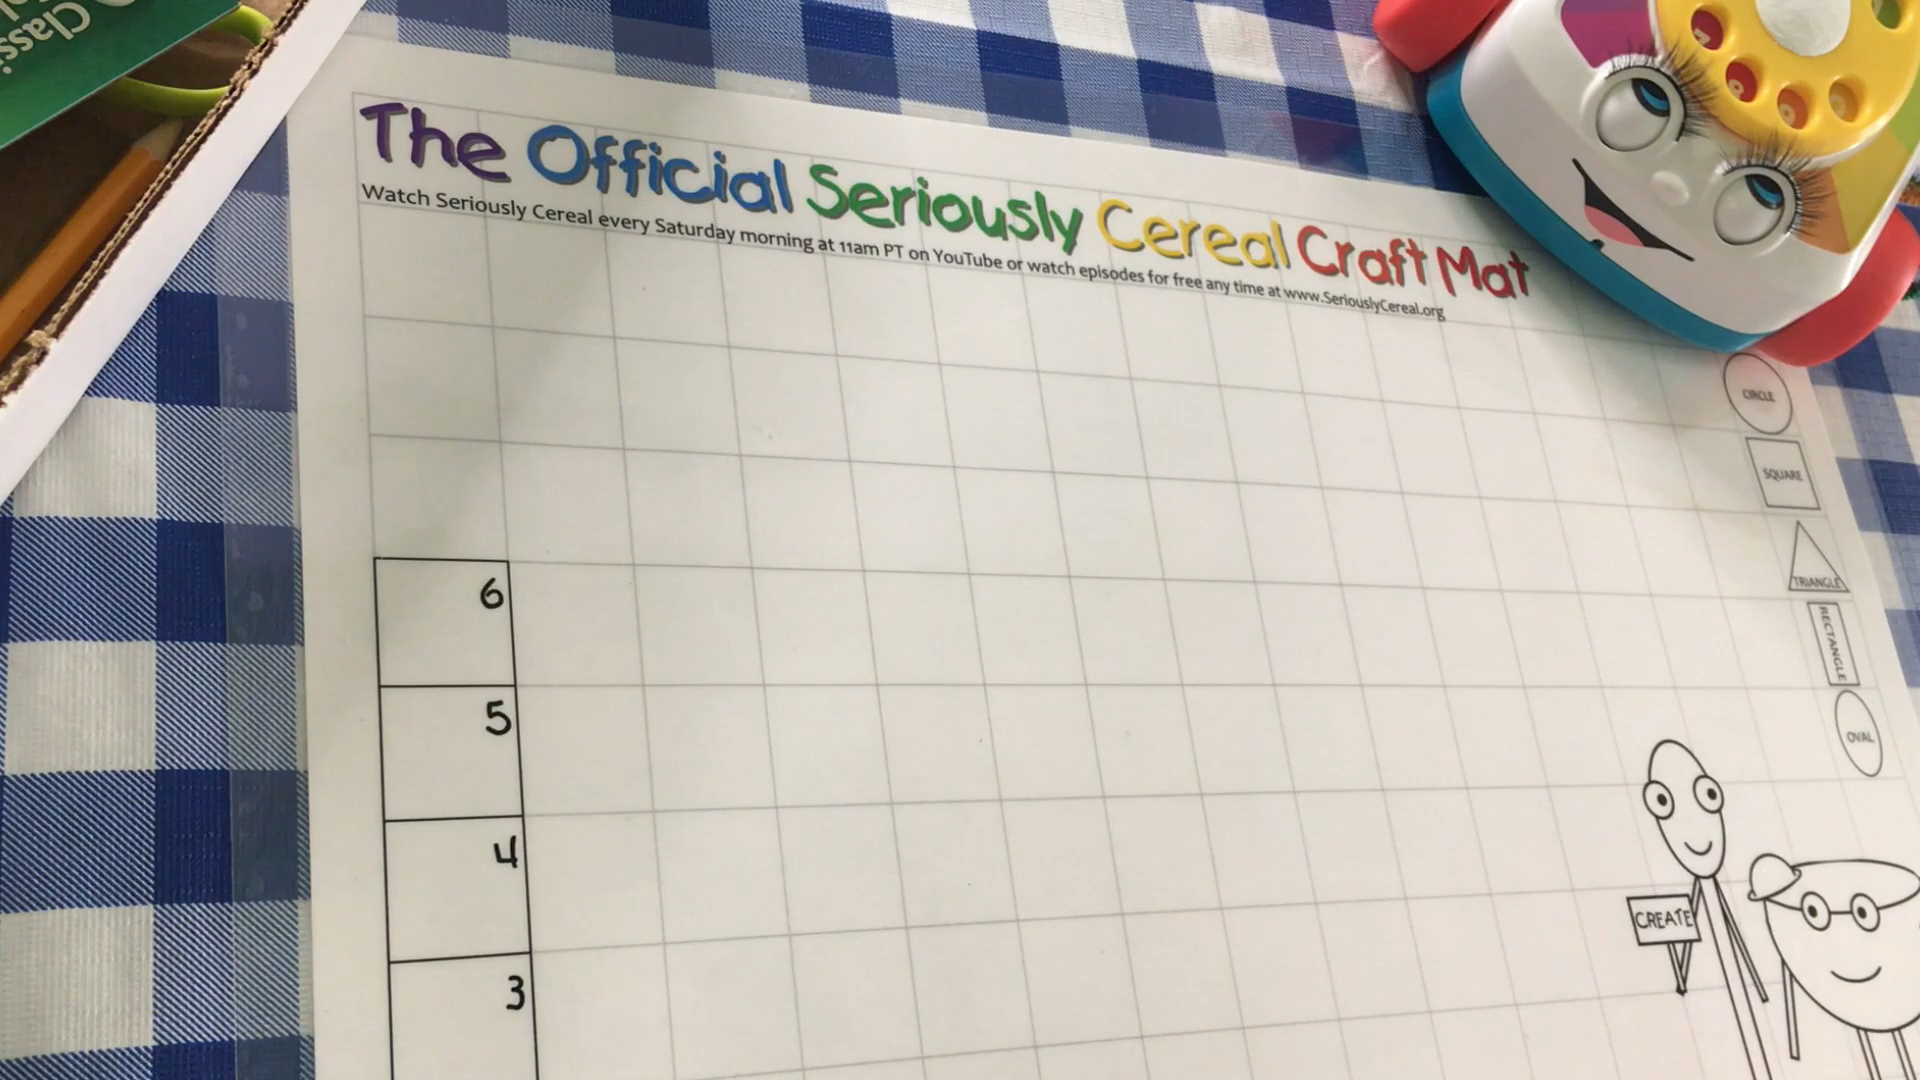 The Official Seriously Cereal Craft Mat
Watch Seriously Cereal every Saturday morning at 11am PT on YouTube or watch episodes for free any time at www.SeriouslyCereal.org
CIRCLE
SQUARE
TRIANGLE
RECTANGLE
OVAL
6
5
4
3
CREATE